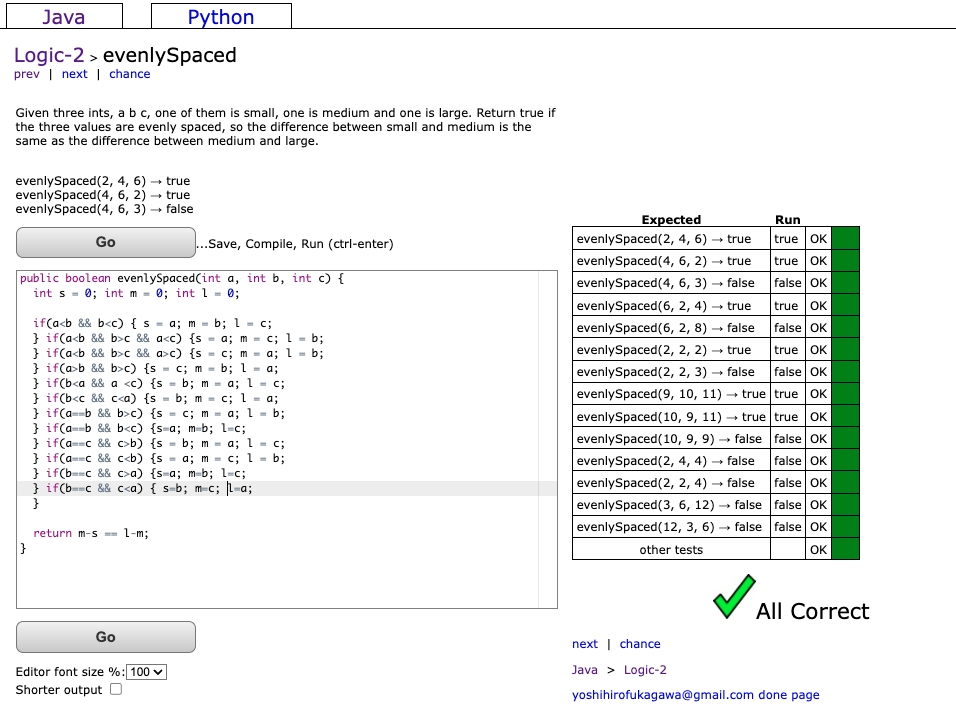 Java Python
Logic-2 > evenlySpaced
prev | next | chance
Given three ints, a b c, one of them is small, one is medium and one is large. Return true if
the three values are evenly spaced, so the difference between small and medium is the
same as the difference between medium and large.
evenlySpaced(2, 4, 6) → true
evenlySpaced(4, 6, 2) → true
evenlySpaced(4, 6, 3) → false
Go ...Save, Compile, Run (ctrl-enter)
public boolean evenlySpaced(int a, int b, int c) {
  int s = 0; int m = 0; int l = 0;
  if(a<b && b<c) { s = a; m = b; l = c;
  } if(a<b && b>c && a<c) {s = a; m = c; l = b;
  } if(a<b && b>c && a>c) {s = c; m = a; l = b;
  } if(a>b && b>c) {s = c; m = b; l = a;
  } if(b<a && a <c) {s = b; m = a; l = c;
  } if(b<c && c<a) {s = b; m = c; l = a;
  } if(a==b && b>c) {s = c; m = a; l = b;
  } if(a==b && b<c) {s=a; m=b; l=c;
  } if(a==c && c>b) {s = b; m = a; l = c;
  } if(a==c && c<b) {s = a; m = c; l = b;
  } if(b==c && c>a) {s=a; m=b; l=c;
  } if(b==c && c<a) { s=b; m=c; l=a;
  }
  return m-s == l-m;
}
Go
Editor font size %: 100
Shorter output
Expected Run
evenlySpaced(2, 4, 6) → true true OK
evenlySpaced(4, 6, 2) → true true OK
evenlySpaced(4, 6, 3) → false false OK
evenlySpaced(6, 2, 4) → true true OK
evenlySpaced(6, 2, 8) → false false OK
evenlySpaced(2, 2, 2) → true true OK
evenlySpaced(2, 2, 3) → false false OK
evenlySpaced(9, 10, 11) → true true OK
evenlySpaced(10, 9, 11) → true true OK
evenlySpaced(10, 9, 9) → false false OK
evenlySpaced(2, 4, 4) → false false OK
evenlySpaced(2, 2, 4) → false false OK
evenlySpaced(3, 6, 12) → false false OK
evenlySpaced(12, 3, 6) → false false OK
other tests OK
All Correct
next | chance
Java > Logic-2
yoshihirofukagawa@gmail.com done page